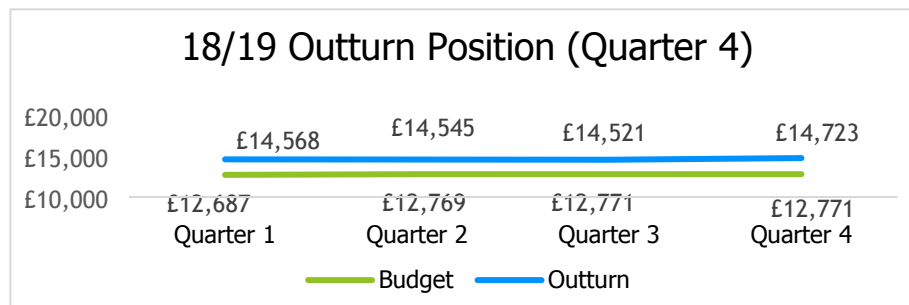 18/19 Outturn Position (Quarter 4)
£20,000
£15,000
£10,000
£14,568
£14,545
£14,521
£14,723
£12,687
£12,769
£12,771
£12,771
Quarter 1
Quarter 2
Quarter 3
Quarter 4
Budget
Outturn